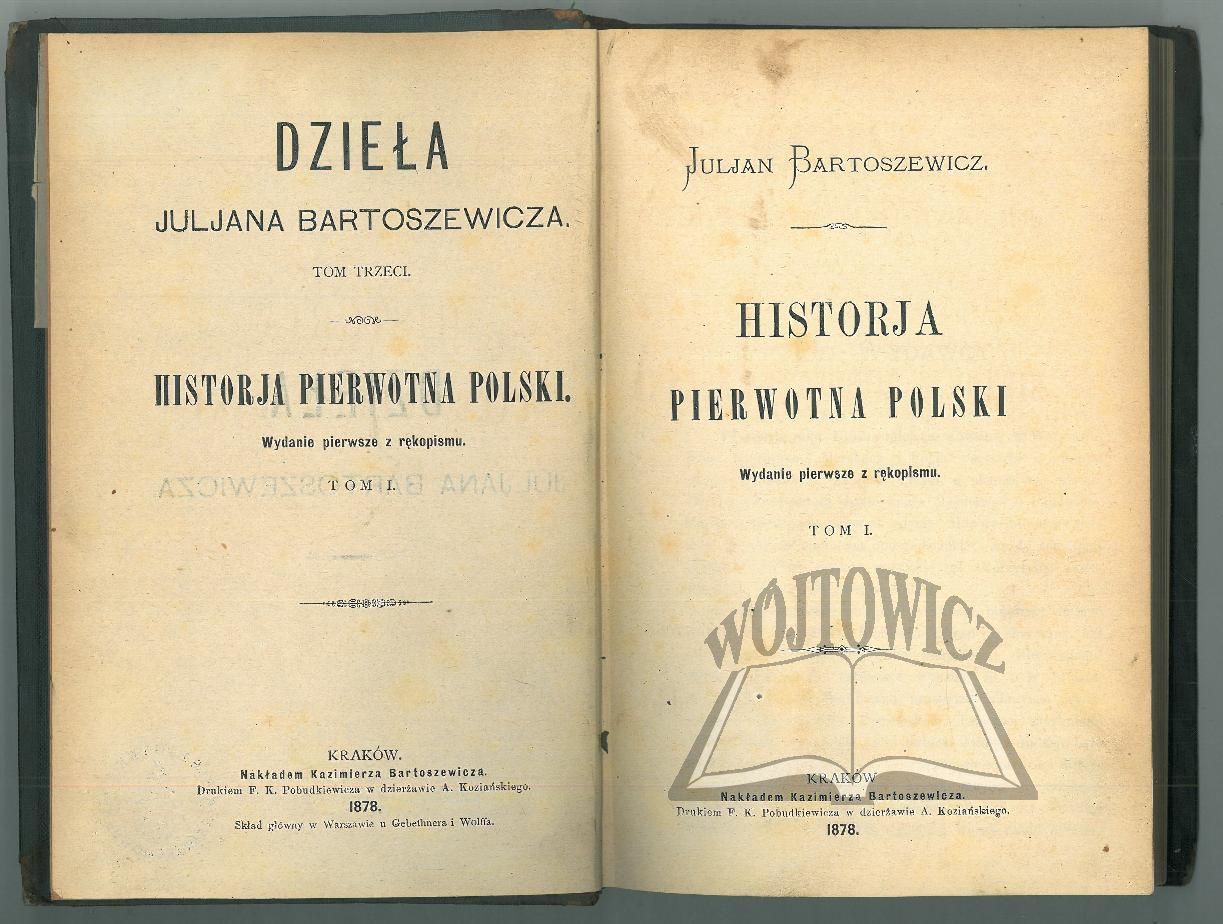 DZIEŁA
JULJANA BARTOSZEWICZA.
TOM TRZECI.
HISTORJA PIERWOTNA POLSKI.
Wydanie pierwsze z rękopismu.
TOM I.
KRAKÓW.
Nakładem Kazimierza Bartoszewicza.
Drukiem F. K. Pobudkiewicza w dzierżawie A. Koziańskiego.
1878.
Skład główny w Warszawie u Gebethnera i Wolffa.
JULJAN BARTOSZEWICZ.
HISTORJA
PIERWOTNA POLSKI
Wydanie pierwsze z rękopismu.
TOM I.
WÓJTOWICZ
KRAKÓW
Nakładem Kazimierza Bartoszewicza.
Drukiem F. K. Pobudkiewicza w dzierżawie A. Koziańskiego.
1878.